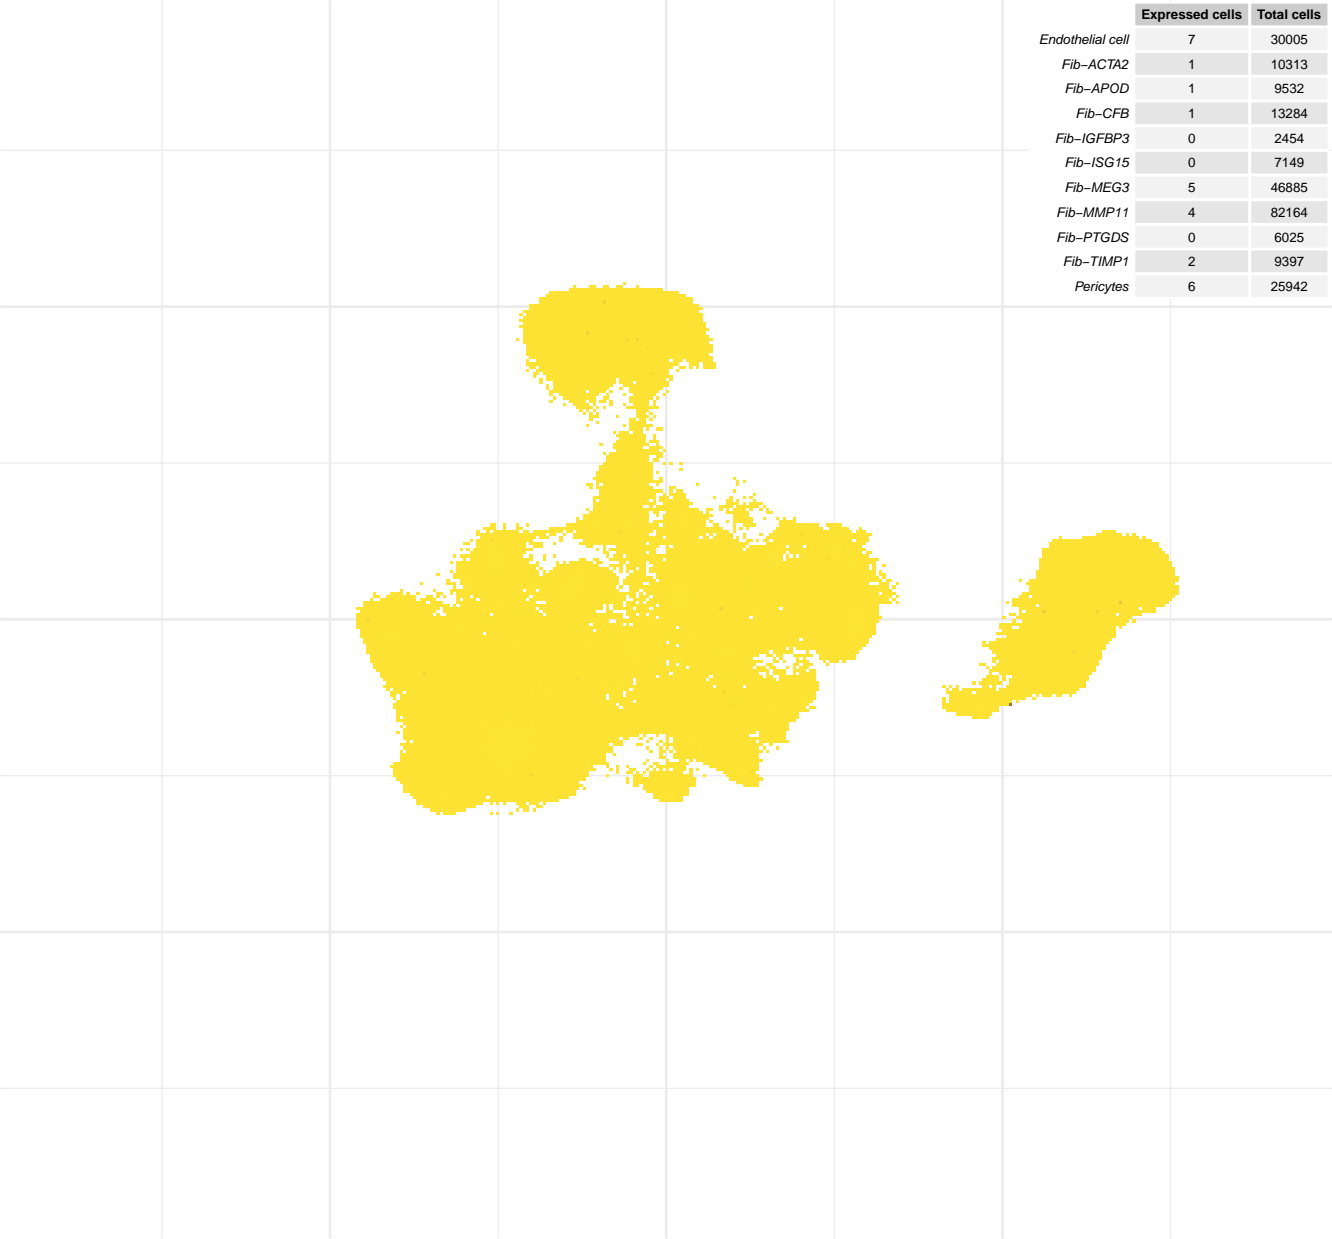 Expressed cells Total cells
Endothelial cell 7 30005
Fib−ACTA2 1 10313
Fib−APOD 1 9532
Fib−CFB 1 13284
Fib−IGFBP3 0 2454
Fib−ISG15 0 7149
Fib−MEG3 5 46885
Fib−MMP11 4 82164
Fib−PTGDS 0 6025
Fib−TIMP1 2 9397
Pericytes 6 25942